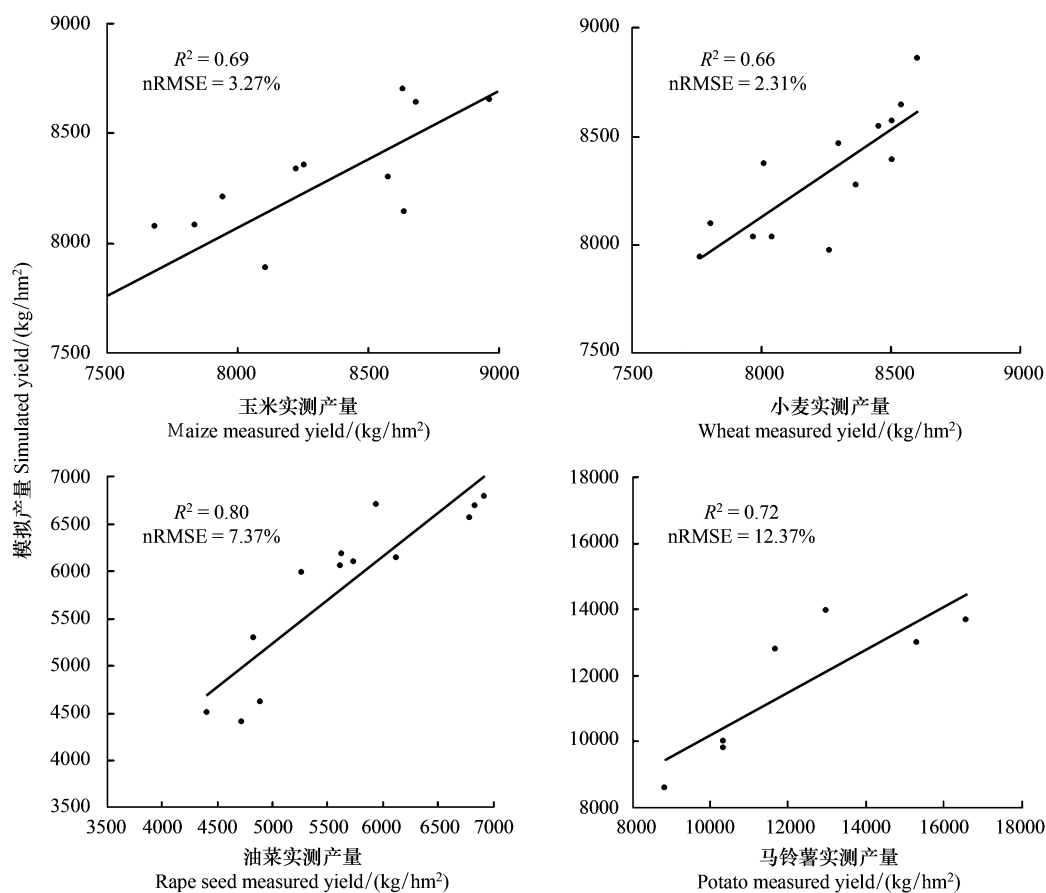 模拟产量 Simulated yield/(kg/hm²)
9000
8500
8000
7500
R² = 0.69
nRMSE = 3.27%
7500 8000 8500 9000
玉米实测产量
Maize measured yield/(kg/hm²)
9000
8500
8000
7500
R² = 0.66
nRMSE = 2.31%
7500 8000 8500 9000
小麦实测产量
Wheat measured yield/(kg/hm²)
7000
6500
6000
5500
5000
4500
4000
3500
R² = 0.80
nRMSE = 7.37%
3500 4000 4500 5000 5500 6000 6500 7000
油菜实测产量
Rape seed measured yield/(kg/hm²)
18000
16000
14000
12000
10000
8000
R² = 0.72
nRMSE = 12.37%
8000 10000 12000 14000 16000 18000
马铃薯实测产量
Potato measured yield/(kg/hm²)